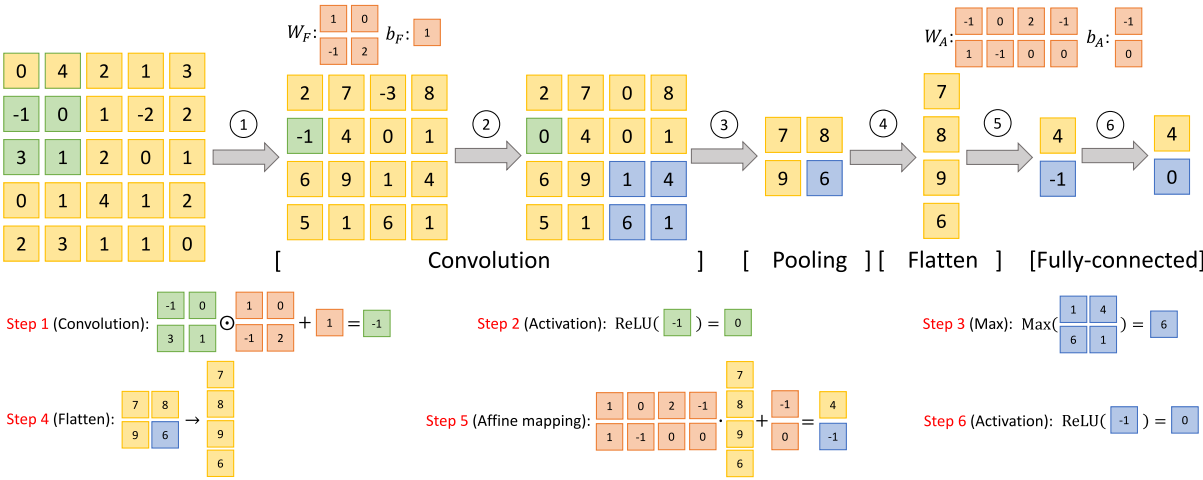 W_F: 1 0 b_F: 1
-1 2
W_A: -1 0 2 -1 b_A: -1
1 -1 0 0 0
0 4 2 1 3
-1 0 1 -2 2
3 1 2 0 1
0 1 4 1 2
2 3 1 1 0
1
2 7 -3 8
-1 4 0 1
6 9 1 4
5 1 6 1
2
2 7 0 8
0 4 0 1
6 9 1 4
5 1 6 1
3
7 8
9 6
4
7
8
9
6
5
4
-1
6
4
0
[ Convolution ] [ Pooling ] [ Flatten ] [Fully-connected]
Step 1 (Convolution): -1 0 ⊙ 1 0 + 1 = -1
3 1 -1 2
Step 2 (Activation): ReLU( -1 ) = 0
Step 3 (Max): Max( 1 4 ) = 6
6 1
Step 4 (Flatten): 7 8 → 7
9 6 8
9
6
Step 5 (Affine mapping): 1 0 2 -1 · 7 + -1 = 4
1 -1 0 0 8 0 -1
9
6
Step 6 (Activation): ReLU( -1 ) = 0